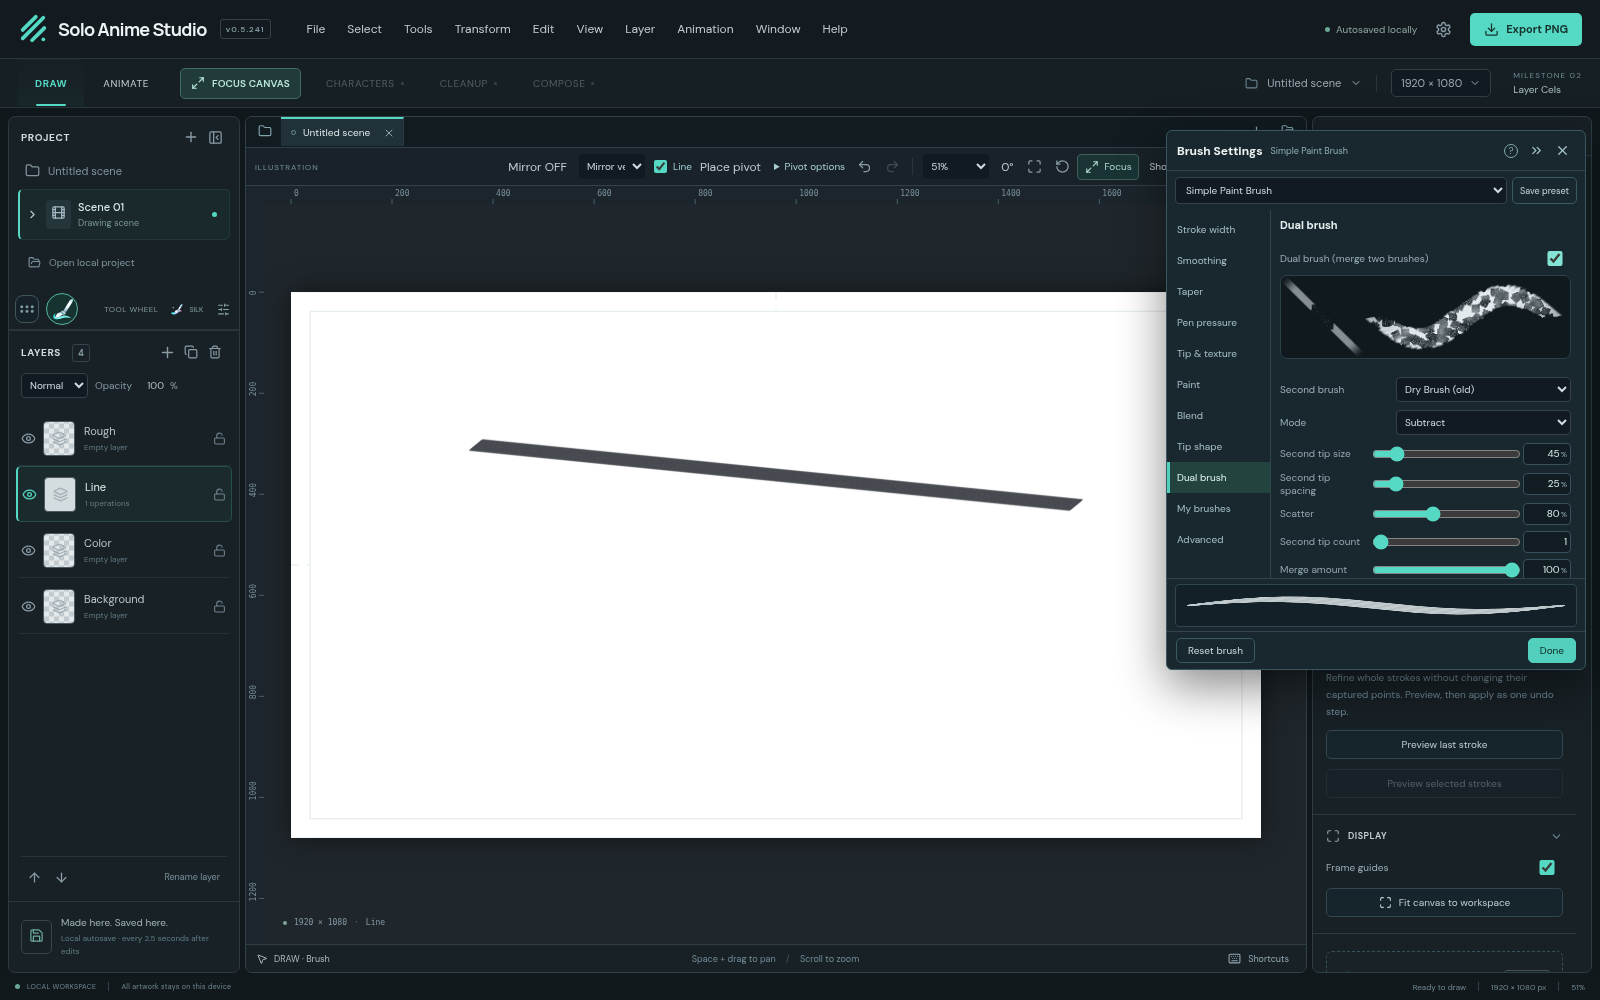 Solo Anime Studio
v0.5.241
File
Select
Tools
Transform
Edit
View
Layer
Animation
Window
Help
Autosaved locally
Export PNG
DRAW
ANIMATE
FOCUS CANVAS
CHARACTERS
CLEANUP
COMPOSE
Untitled scene
1920 × 1080
MILESTONE 02
Layer Cels
PROJECT
Untitled scene
Scene 01
Drawing scene
Open local project
TOOL WHEEL
SILK
LAYERS
4
Normal
Opacity
100 %
Rough
Empty layer
Line
1 operations
Color
Empty layer
Background
Empty layer
Rename layer
Made here. Saved here.
Local autosave · every 2.5 seconds after
edits
Untitled scene
ILLUSTRATION
Mirror OFF
Mirror ve
Line
Place pivot
Pivot options
51%
0°
Focus
Sho
0
200
400
600
800
1000
1200
1400
1600
0
200
400
600
800
1000
1200
1920 × 1080 · Line
DRAW · Brush
Space + drag to pan / Scroll to zoom
Shortcuts
Brush Settings
Simple Paint Brush
?
Simple Paint Brush
Save preset
Stroke width
Smoothing
Taper
Pen pressure
Tip & texture
Paint
Blend
Tip shape
Dual brush
My brushes
Advanced
Dual brush
Dual brush (merge two brushes)
Second brush
Dry Brush (old)
Mode
Subtract
Second tip size
45 %
Second tip
spacing
25 %
Scatter
80 %
Second tip count
1
Merge amount
100 %
Reset brush
Done
Refine whole strokes without changing their
captured points. Preview, then apply as one undo
step.
Preview last stroke
Preview selected strokes
DISPLAY
Frame guides
Fit canvas to workspace
LOCAL WORKSPACE
All artwork stays on this device
Ready to draw
1920 × 1080 px
51%